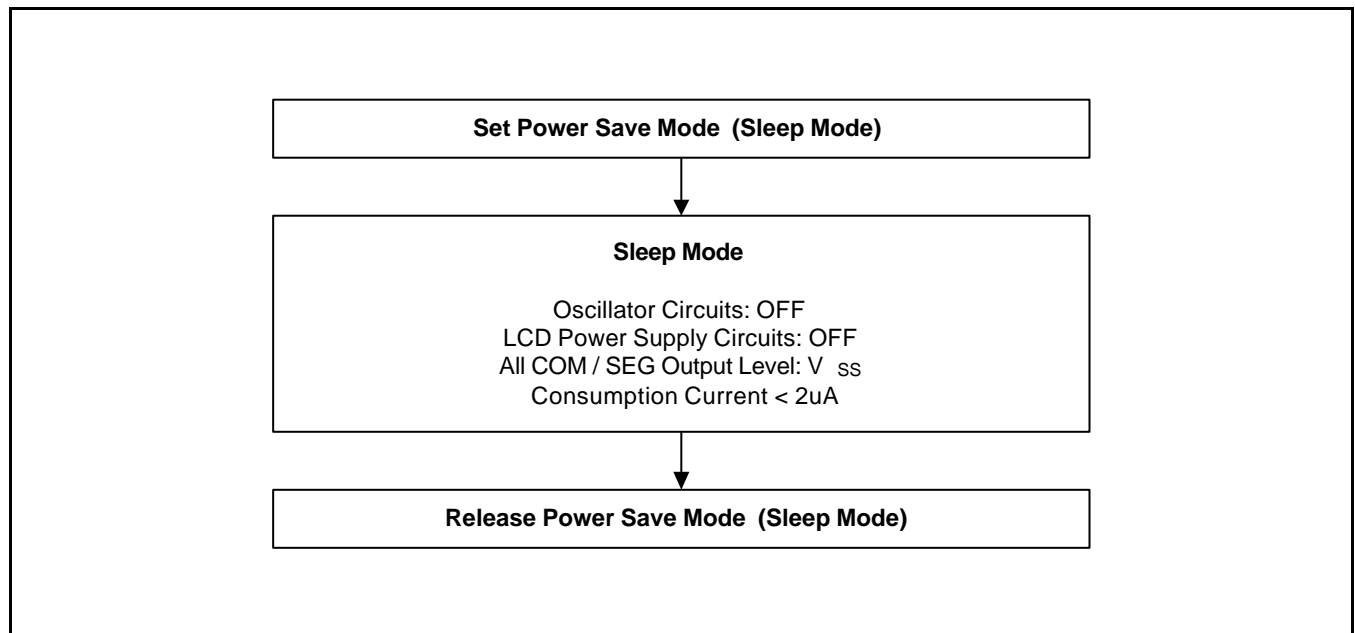 Set Power Save Mode (Sleep Mode)
Sleep Mode
Oscillator Circuits: OFF
LCD Power Supply Circuits: OFF
All COM / SEG Output Level: V SS
Consumption Current < 2uA
Release Power Save Mode (Sleep Mode)